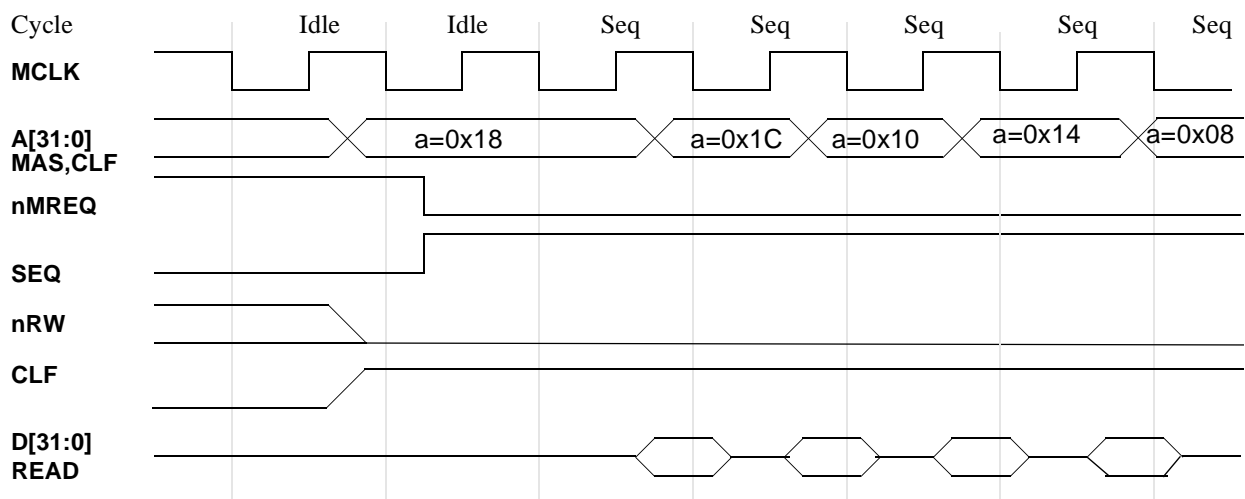 Cycle Idle Idle Seq Seq Seq Seq Seq
MCLK
A[31:0] a=0x18 a=0x1C a=0x10 a=0x14 a=0x08
MAS,CLF
nMREQ
SEQ
nRW
CLF
D[31:0]
READ